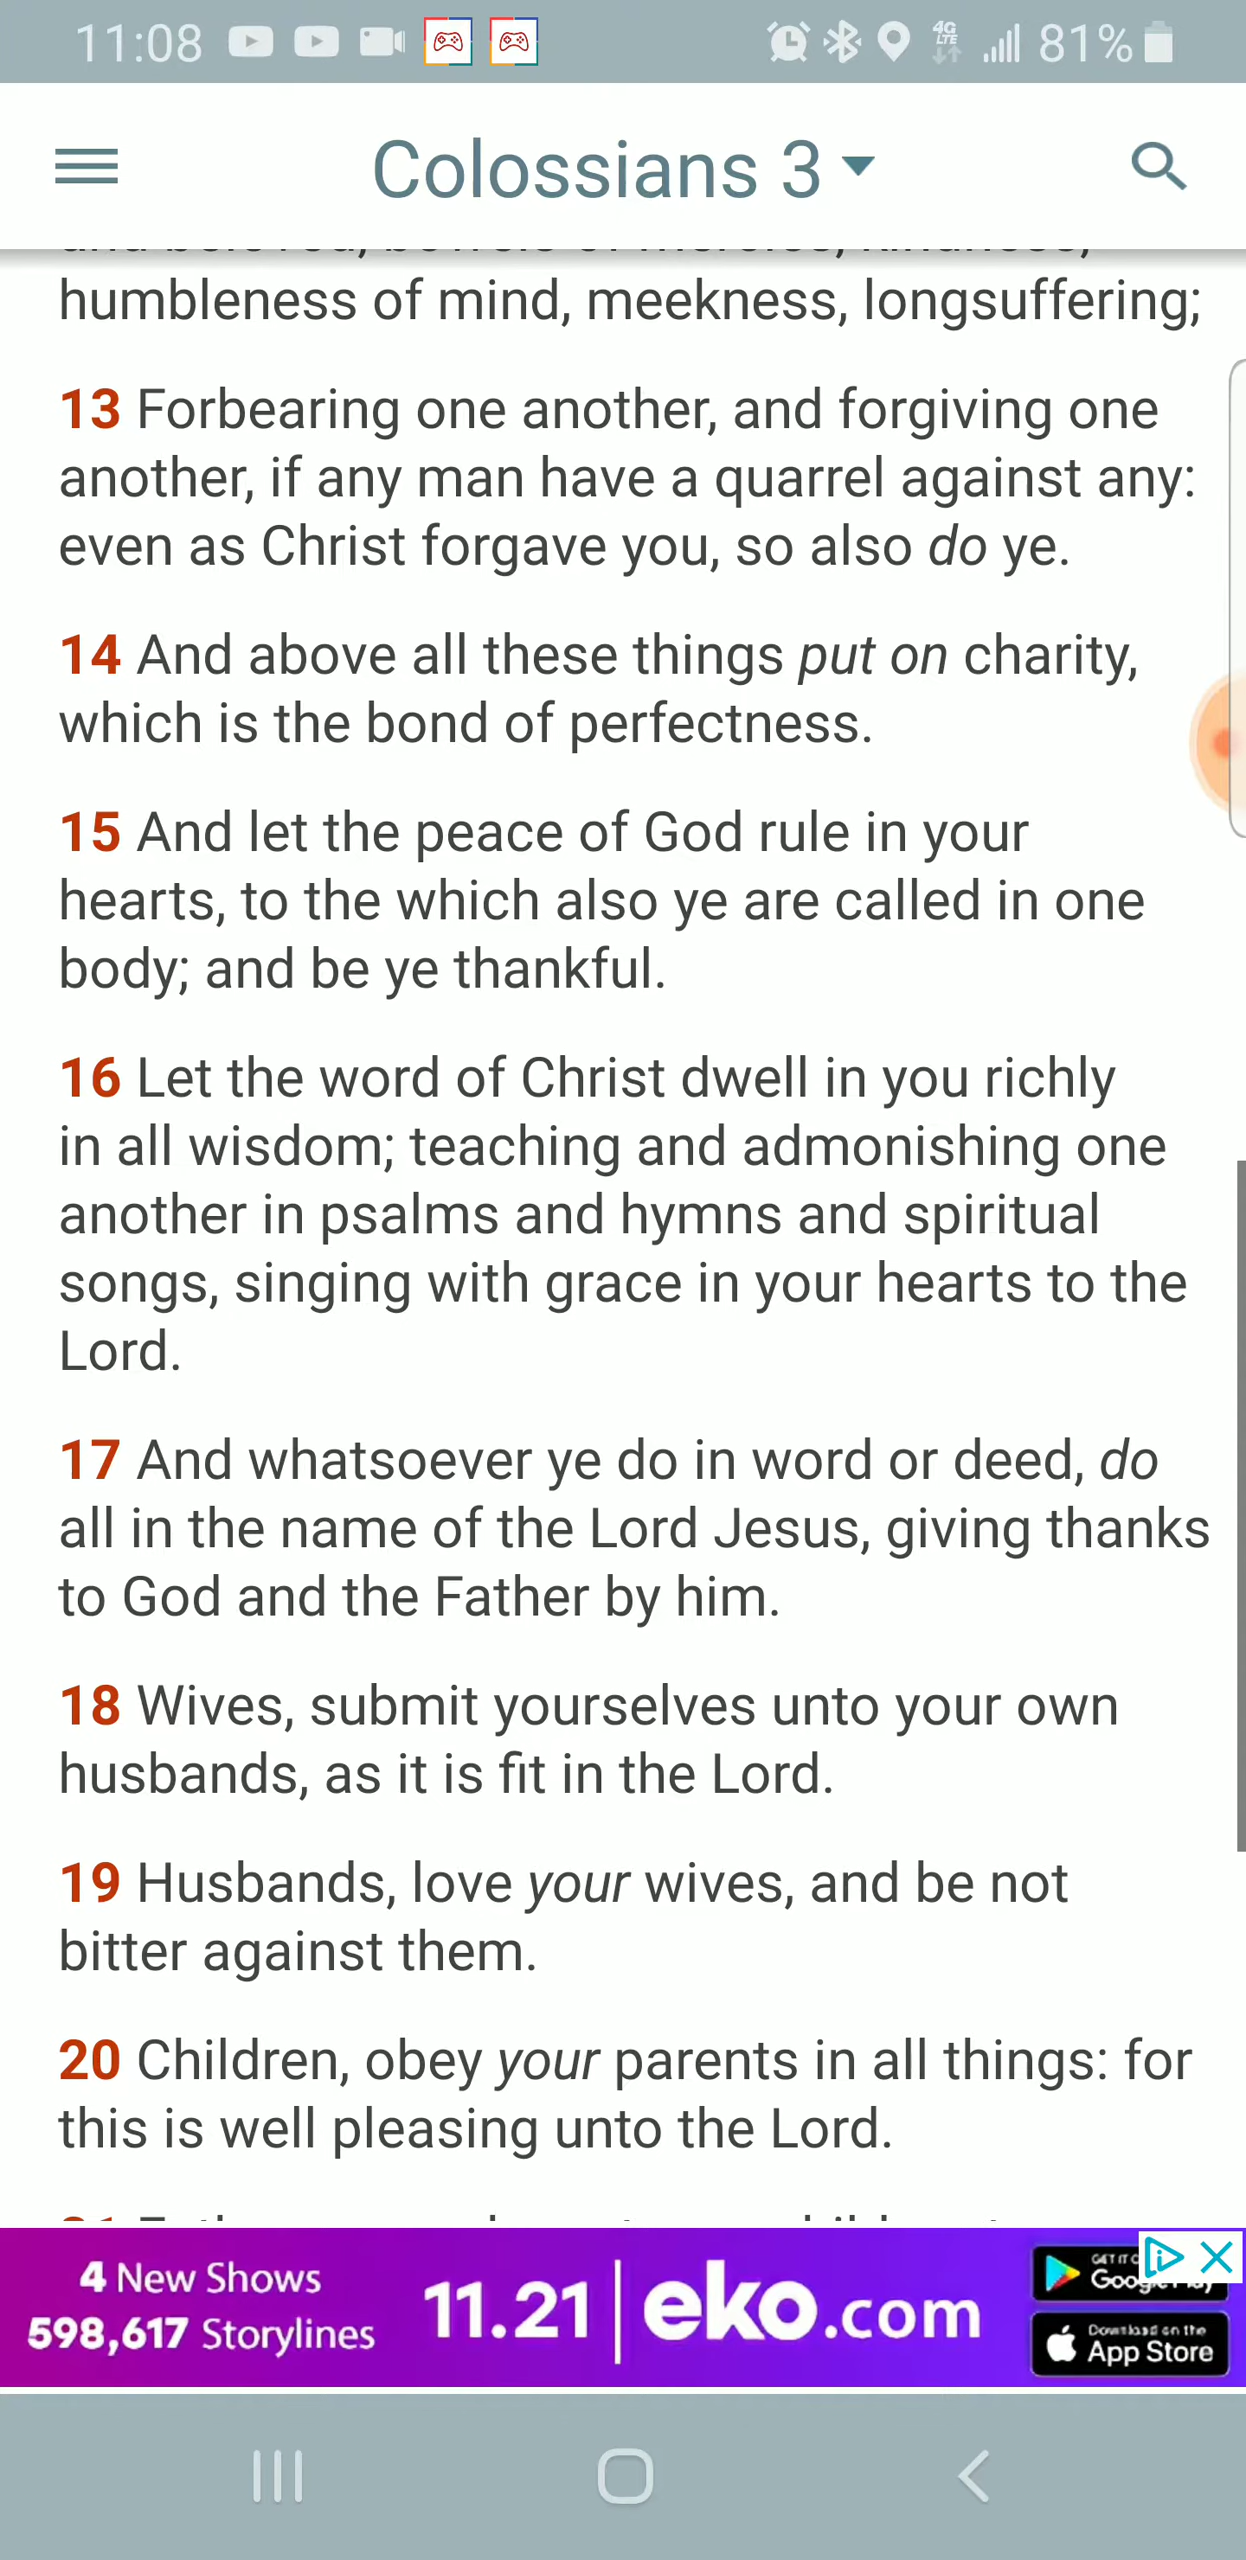 11:08
4G
LTE
81%
Colossians 3
humbleness of mind, meekness, longsuffering;
13 Forbearing one another, and forgiving one
another, if any man have a quarrel against any:
even as Christ forgave you, so also do ye.
14 And above all these things put on charity,
which is the bond of perfectness.
15 And let the peace of God rule in your
hearts, to the which also ye are called in one
body; and be ye thankful.
16 Let the word of Christ dwell in you richly
in all wisdom; teaching and admonishing one
another in psalms and hymns and spiritual
songs, singing with grace in your hearts to the
Lord.
17 And whatsoever ye do in word or deed, do
all in the name of the Lord Jesus, giving thanks
to God and the Father by him.
18 Wives, submit yourselves unto your own
husbands, as it is fit in the Lord.
19 Husbands, love your wives, and be not
bitter against them.
20 Children, obey your parents in all things: for
this is well pleasing unto the Lord.
4 New Shows
598,617 Storylines
11.21 | eko.com
GET IT
Download on the
App Store